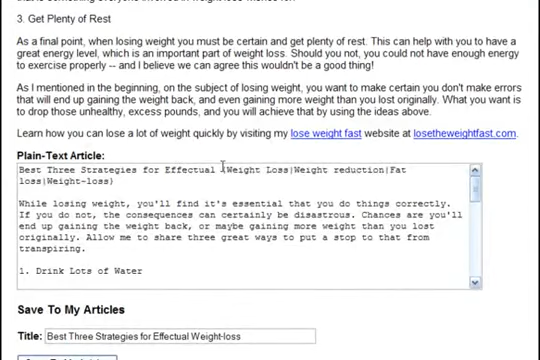 3. Get Plenty of Rest
As a final point, when losing weight you must be certain and get plenty of rest. This can help with you to have a
great energy level, which is an important part of weight loss. Should you not, you could not have enough energy
to exercise properly -- and I believe we can agree this wouldn't be a good thing!
As I mentioned in the beginning, on the subject of losing weight, you want to make certain you don't make errors
that will end up gaining the weight back, and even gaining more weight than you lost originally. What you want is
to drop those unhealthy, excess pounds, and you will achieve that by using the ideas above.
Learn how you can lose a lot of weight quickly by visiting my lose weight fast website at losetheweightfast.com.
Plain-Text Article:
Best Three Strategies for Effectual {Weight Loss|Weight reduction|Fat
loss|Weight-loss}
While losing weight, you'll find it's essential that you do things correctly.
If you do not, the consequences can certainly be disastrous. Chances are you'll
end up gaining the weight back, or maybe gaining more weight than you lost
originally. Allow me to share three great ways to put a stop to that from
transpiring.
1. Drink Lots of Water
Save To My Articles
Title: Best Three Strategies for Effectual Weight-loss